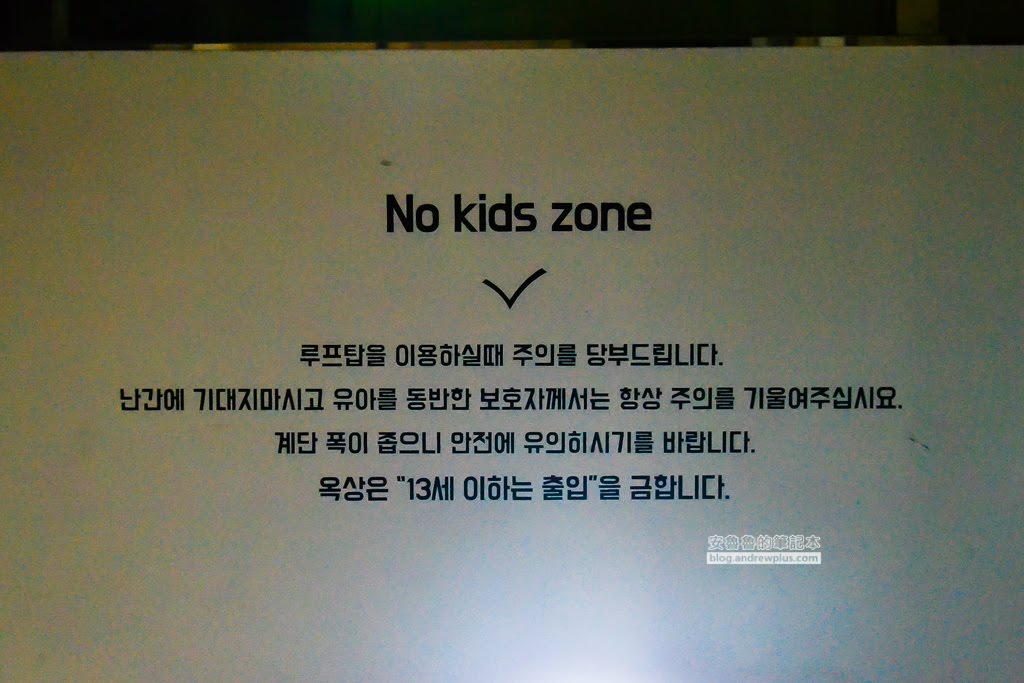 No kids zone
루프탑을 이용하실때 주의를 당부드립니다.
난간에 기대지마시고 유아를 동반한 보호자께서는 항상 주의를 기울여주십시요.
계단 폭이 좁으니 안전에 유의히시기를 바랍니다.
옥상은 “13세 이하는 출입”을 금합니다.
安魯魯的筆記本
blog.andrewplus.com